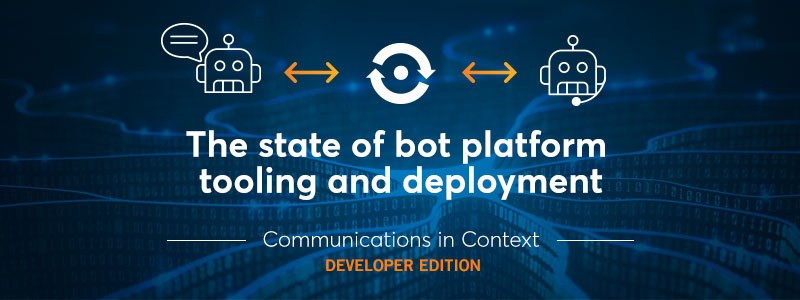 The state of bot platform
tooling and deployment
Communications in Context
DEVELOPER EDITION